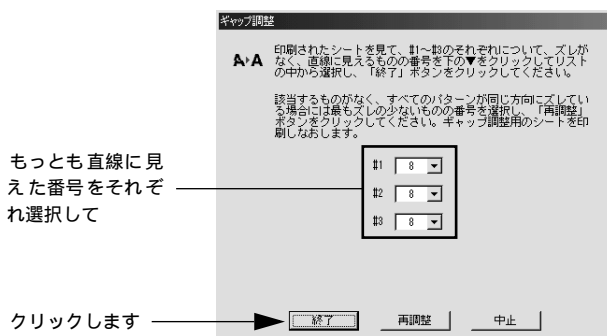 ギャップ調整
A›A
印刷されたシートを見て、#1~#3のそれぞれについて、ズレが
なく、直線に見えるものの番号を下の▼をクリックしてリスト
の中から選択し、「終了」ボタンをクリックしてください。
該当するものがなく、すべてのパターンが同じ方向にズレてい
る場合には最もズレの少ないものの番号を選択し、「再調整」
ボタンをクリックしてください。ギャップ調整用のシートを印
刷しなおします。
もっとも直線に見
えた番号をそれぞ
れ選択して
#1 8
#2 8
#3 8
クリックします
終了 再調整 中止